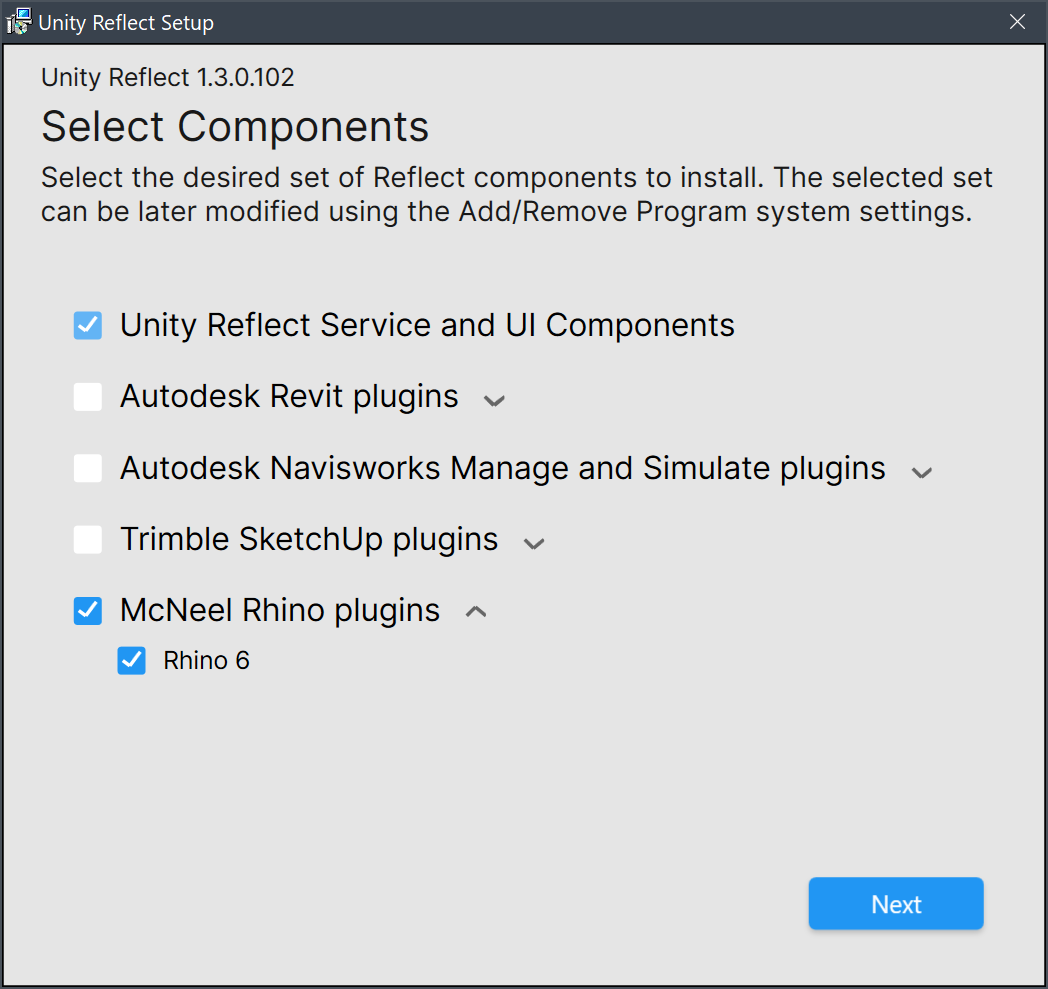 Unity Reflect Setup
Unity Reflect 1.3.0.102
Select Components
Select the desired set of Reflect components to install. The selected set
can be later modified using the Add/Remove Program system settings.
Unity Reflect Service and UI Components
Autodesk Revit plugins
Autodesk Navisworks Manage and Simulate plugins
Trimble SketchUp plugins
McNeel Rhino plugins
Rhino 6
Next